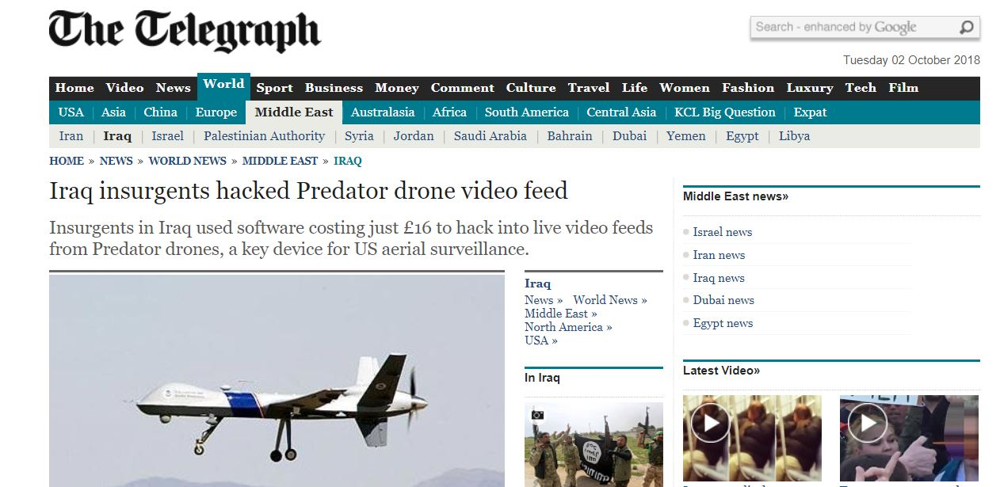 The Telegraph
Search - enhanced by Google
Tuesday 02 October 2018
Home Video News World Sport Business Money Comment Culture Travel Life Women Fashion Luxury Tech Film
USA Asia China Europe Middle East Australasia Africa South America Central Asia KCL Big Question Expat
Iran Iraq Israel Palestinian Authority Syria Jordan Saudi Arabia Bahrain Dubai Yemen Egypt Libya
HOME » NEWS » WORLD NEWS » MIDDLE EAST » IRAQ
Iraq insurgents hacked Predator drone video feed
Insurgents in Iraq used software costing just £16 to hack into live video feeds
from Predator drones, a key device for US aerial surveillance.
Iraq
News » World News »
Middle East »
North America »
USA »
In Iraq
Middle East news»
Israel news
Iran news
Iraq news
Dubai news
Egypt news
Latest Video»